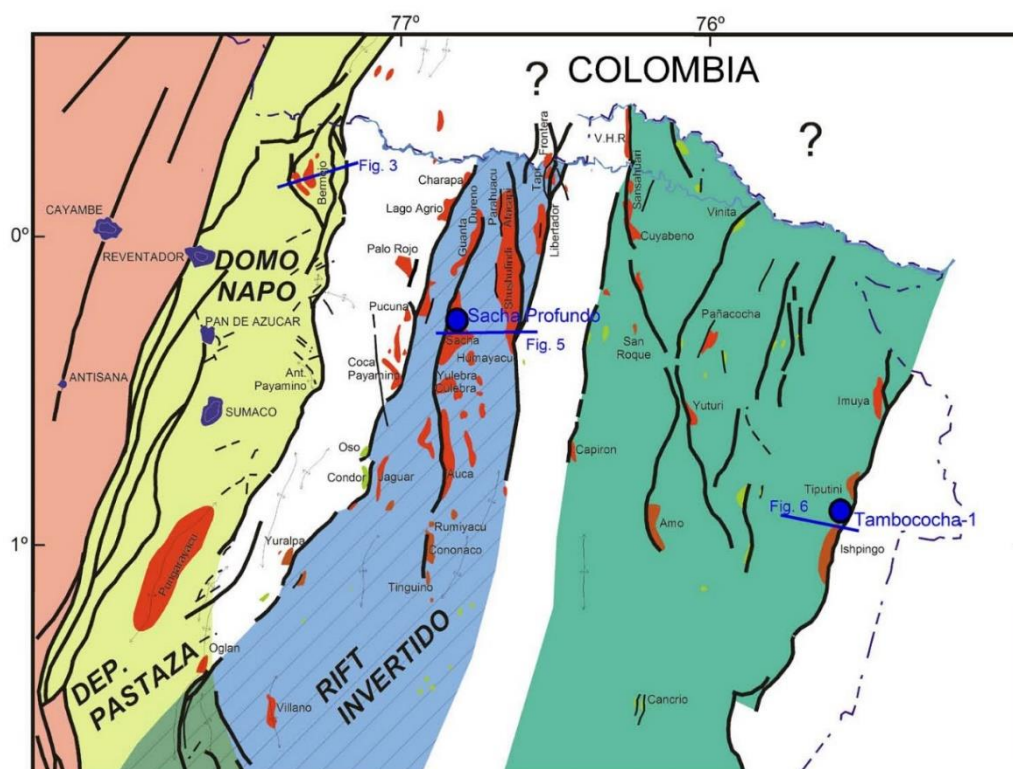 77º
76º
COLOMBIA
?
?
Frontera
V.H.R
Tapi
Sansahuari
Fig. 3
Bermejo
Charapa
Parahuacu
Atacapi
Dureno
Guanta
Lago Agrio
Libertador
Vinita
CAYAMBE
0º
Cuyabeno
REVENTADOR
DOMO
NAPO
Palo Rojo
Shushufindi
Pucuna
Sacha Profundo
PAN DE AZUCAR
Sacha
Pañacocha
San
Roque
Humayacu
Fig. 5
Coca
Payamino
ANTISANA
Ant.
Payamino
Yulebra
Culebra
Imuya
SUMACO
Yuturi
Oso
Capiron
Condor
Jaguar
Auca
Tiputini
Fig. 6
Tambococha-1
Amo
1º
Pungarayacu
Yuralpa
Rumiyacu
Cononaco
Ishpingo
Tinguino
Oglan
DEP.
PASTAZA
RIFT
INVERTIDO
Villano
Cancrio